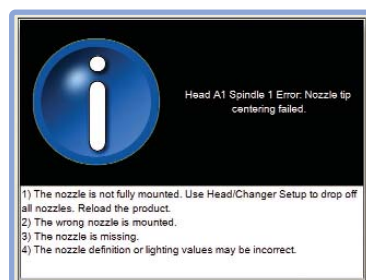 Head A1 Spindle 1 Error: Nozzle tip
centering failed.
1) The nozzle is not fully mounted. Use Head/Changer Setup to drop off
all nozzles. Reload the product.
2) The wrong nozzle is mounted.
3) The nozzle is missing.
4) The nozzle definition or lighting values may be incorrect.